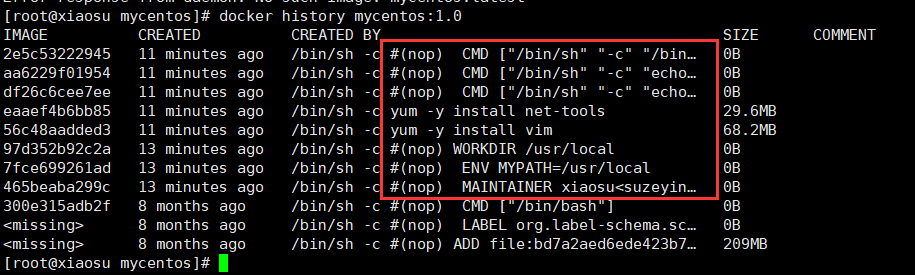 Error response from daemon: No such image: mycentos:latest
[root@xiaosu mycentos]# docker history mycentos:1.0
IMAGE CREATED CREATED BY SIZE COMMENT
2e5c53222945 11 minutes ago /bin/sh -c #(nop) CMD ["/bin/sh" "-c" "/bin… 0B
aa6229f01954 11 minutes ago /bin/sh -c #(nop) CMD ["/bin/sh" "-c" "echo… 0B
df26c6cee7ee 11 minutes ago /bin/sh -c #(nop) CMD ["/bin/sh" "-c" "echo… 0B
eaaef4b6bb85 11 minutes ago /bin/sh -c yum -y install net-tools 29.6MB
56c48aadded3 11 minutes ago /bin/sh -c yum -y install vim 68.2MB
97d352b92c2a 13 minutes ago /bin/sh -c #(nop) WORKDIR /usr/local 0B
7fce699261ad 13 minutes ago /bin/sh -c #(nop) ENV MYPATH=/usr/local 0B
465beaba299c 13 minutes ago /bin/sh -c #(nop) MAINTAINER xiaosu<suzeyin… 0B
300e315adb2f 8 months ago /bin/sh -c #(nop) CMD ["/bin/bash"] 0B
<missing> 8 months ago /bin/sh -c #(nop) LABEL org.label-schema.sc… 0B
<missing> 8 months ago /bin/sh -c #(nop) ADD file:bd7a2aed6ede423b7… 209MB
[root@xiaosu mycentos]#